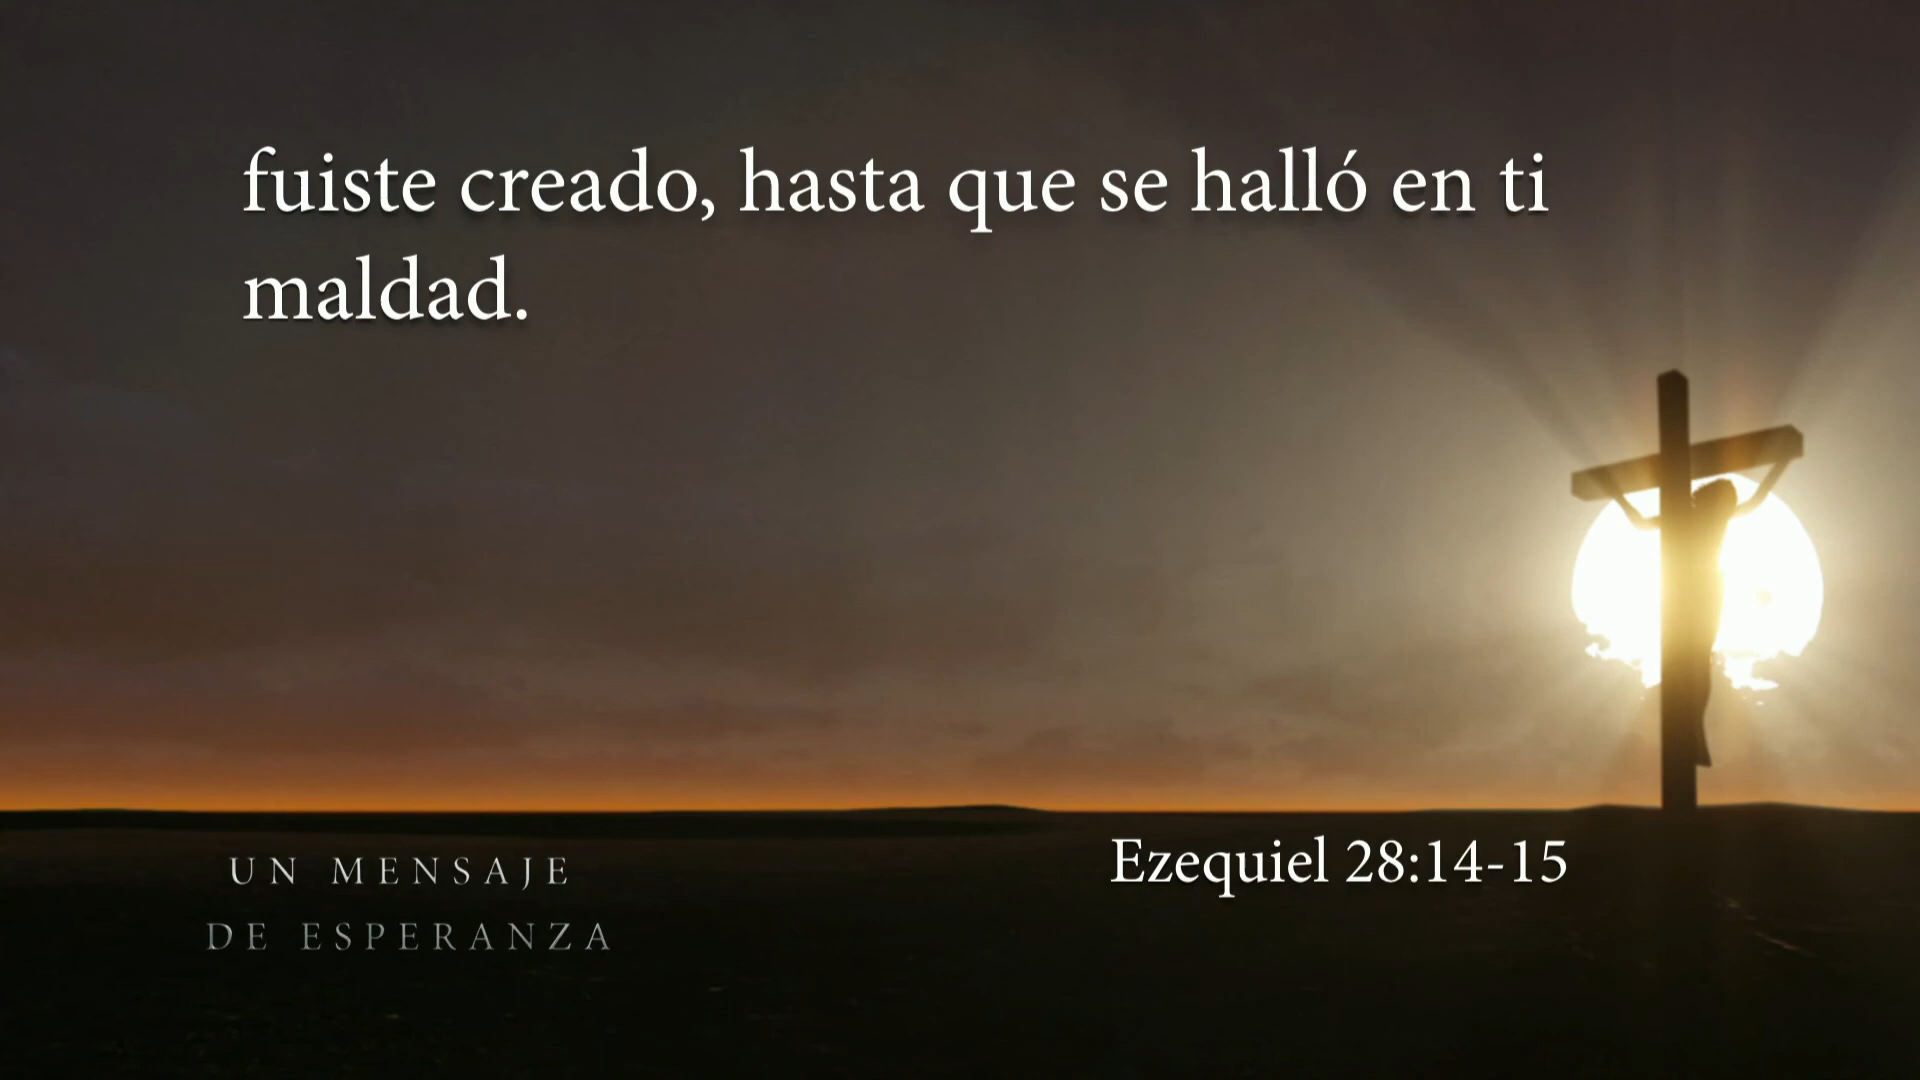 fuiste creado, hasta que se halló en ti
maldad.
Ezequiel 28:14-15
UN MENSAJE
DE ESPERANZA